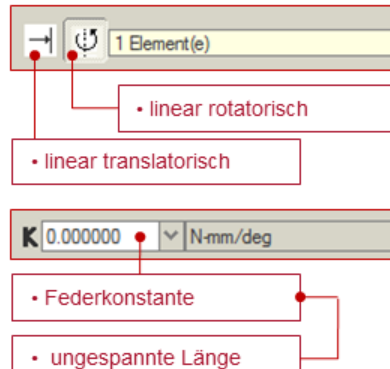 1 Element(e)
• linear rotatorisch
• linear translatorisch
K 0.000000 N-mm/deg
• Federkonstante
• ungespannte Länge